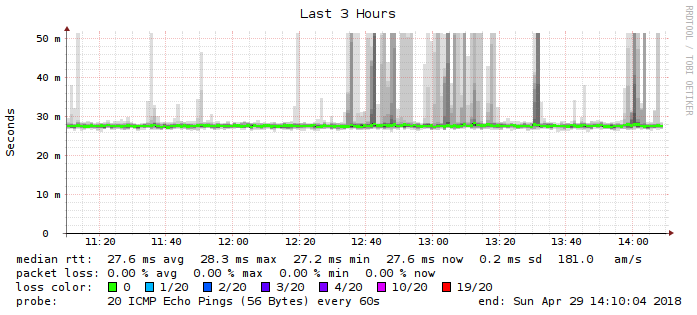 Last 3 Hours
RRDTOOL / TOBI OETIKER
Seconds
50 m
40 m
30 m
20 m
10 m
0
11:20 11:40 12:00 12:20 12:40 13:00 13:20 13:40 14:00
median rtt: 27.6 ms avg 28.3 ms max 27.2 ms min 27.6 ms now 0.2 ms sd 181.0 am/s
packet loss: 0.00 % avg 0.00 % max 0.00 % min 0.00 % now
loss color: 0 1/20 2/20 3/20 4/20 10/20 19/20
probe: 20 ICMP Echo Pings (56 Bytes) every 60s end: Sun Apr 29 14:10:04 2018